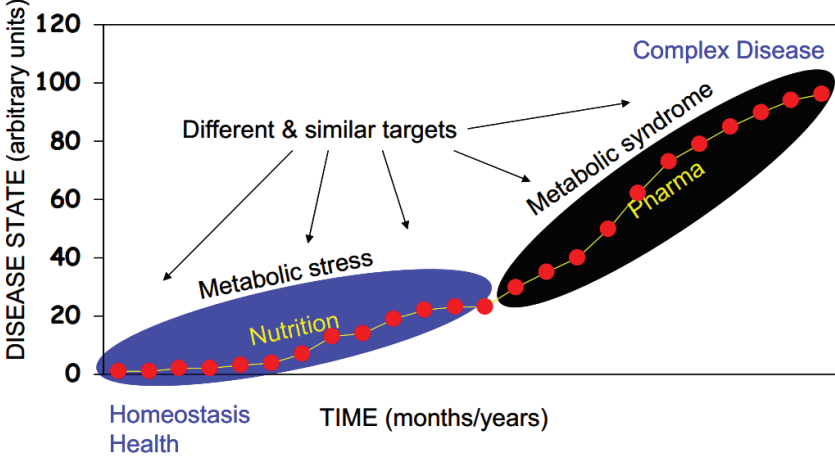 DISEASE STATE (arbitrary units)
120
100
80
60
40
20
0
Complex Disease
Different & similar targets
Metabolic syndrome
Pharma
Metabolic stress
Nutrition
Homeostasis
Health
TIME (months/years)